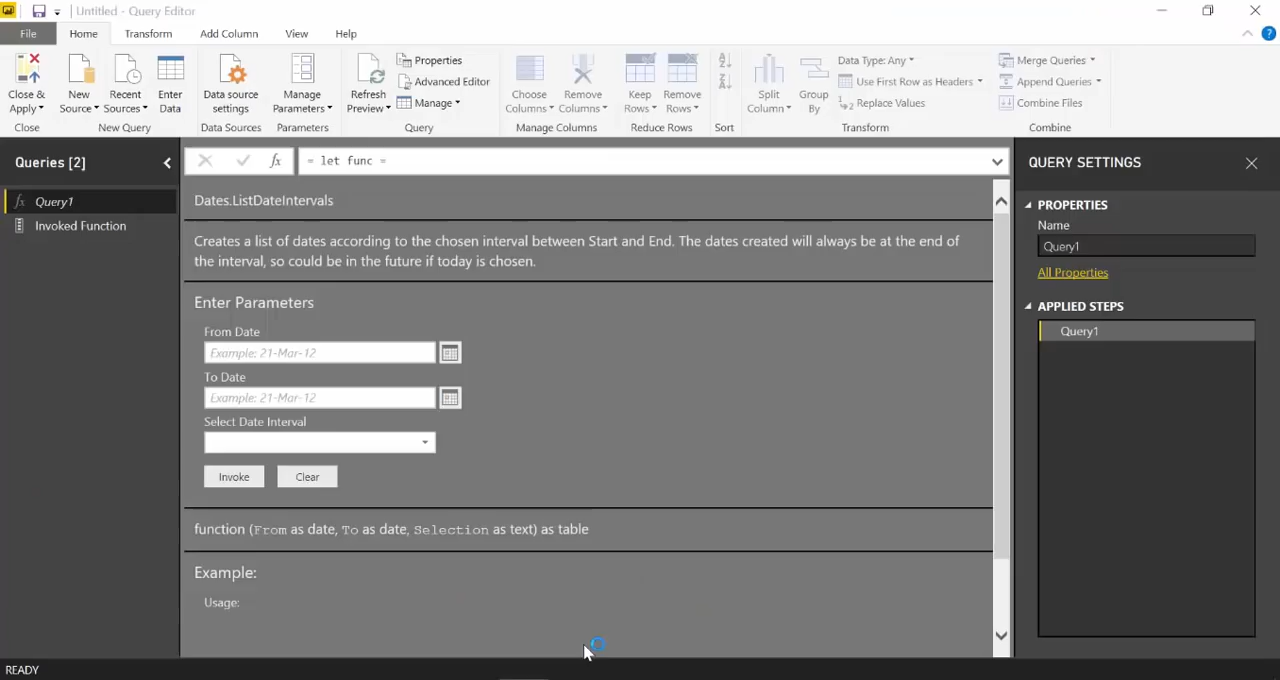 Untitled - Query Editor
File
Home
Transform
Add Column
View
Help
Close &
Apply
New
Source
Recent
Sources
Enter
Data
Data source
settings
Manage
Parameters
Refresh
Preview
Properties
Advanced Editor
Manage
Choose
Columns
Remove
Columns
Keep
Rows
Remove
Rows
Split
Column
Group
By
Data Type: Any
Use First Row as Headers
Replace Values
Merge Queries
Append Queries
Combine Files
Close
New Query
Data Sources
Parameters
Query
Manage Columns
Reduce Rows
Sort
Transform
Combine
Queries [2]
fx Query1
Invoked Function
fx
= let func =
Dates.ListDateIntervals
Creates a list of dates according to the chosen interval between Start and End. The dates created will always be at the end of
the interval, so could be in the future if today is chosen.
Enter Parameters
From Date
Example: 21-Mar-12
To Date
Example: 21-Mar-12
Select Date Interval
Invoke
Clear
function (From as date, To as date, Selection as text) as table
Example:
Usage:
QUERY SETTINGS
PROPERTIES
Name
Query1
All Properties
APPLIED STEPS
Query1
READY